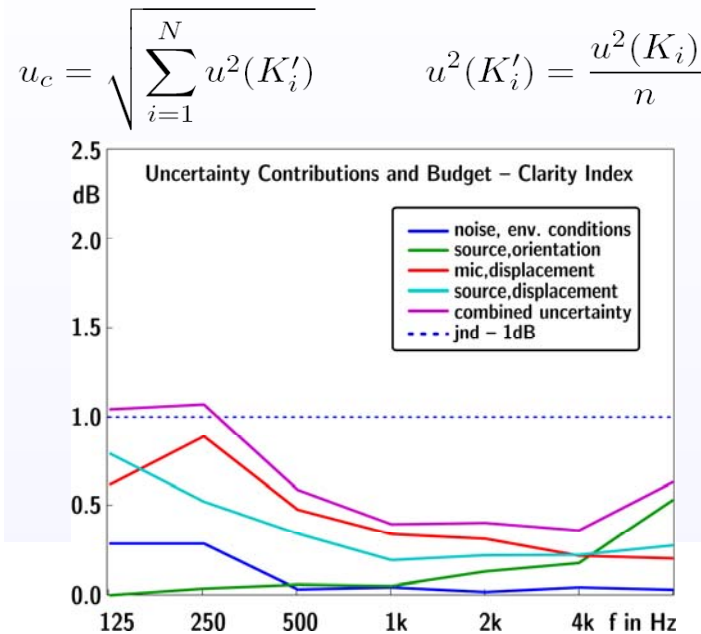 u_c = \sqrt{\sum_{i=1}^{N} u^2(K_i')}
u^2(K_i') = \frac{u^2(K_i)}{n}
Uncertainty Contributions and Budget – Clarity Index
2.5
dB
2.0
1.5
1.0
0.5
0.0
noise, env. conditions
source,orientation
mic,displacement
source,displacement
combined uncertainty
jnd – 1dB
125 250 500 1k 2k 4k f in Hz